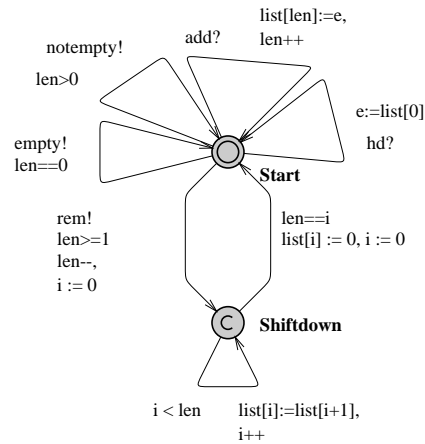 list[len]:=e,
len++
add?
notempty!
len>0
e:=list[0]
hd?
empty!
len==0
Start
rem!
len>=1
len--,
i := 0
len==i
list[i] := 0, i := 0
C
Shiftdown
i < len
list[i]:=list[i+1],
i++